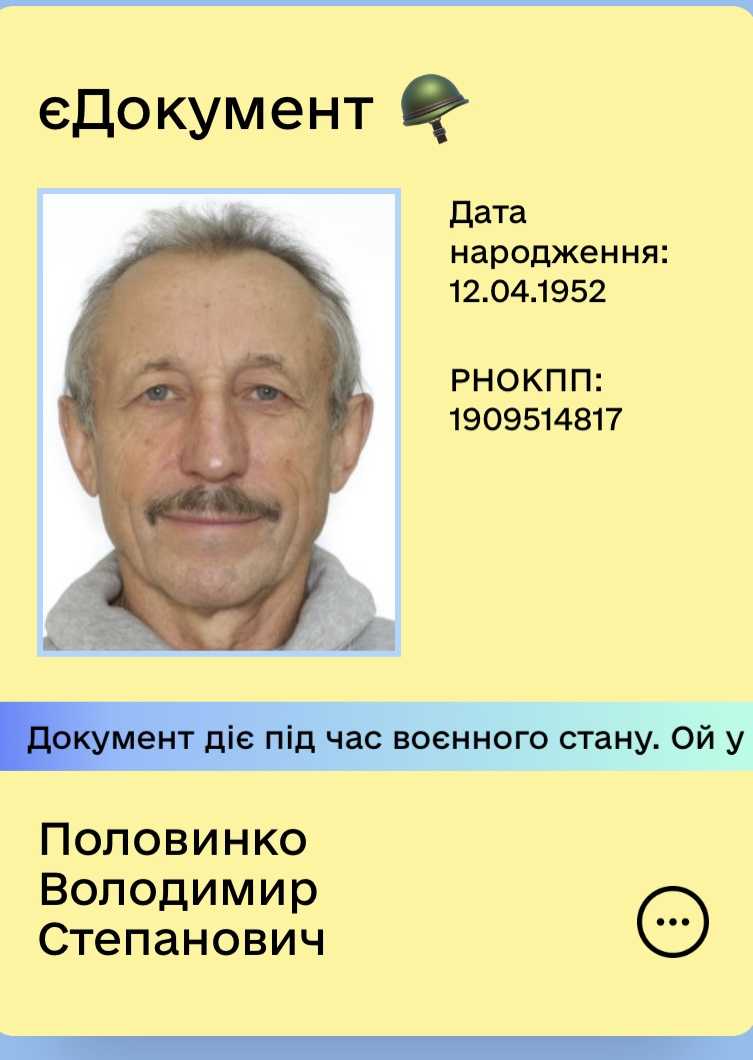 єДокумент
Дата
народження:
12.04.1952
РНОКПП:
1909514817
Документ діє під час воєнного стану. Ой у
Половинко
Володимир
Степанович